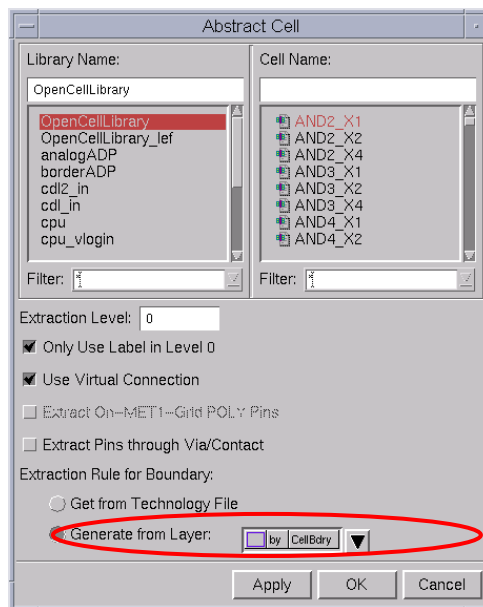 Abstract Cell
Library Name:
OpenCellLibrary
OpenCellLibrary
OpenCellLibrary_lef
analogADP
borderADP
cdl2_in
cdl_in
cpu
cpu_vlogin
Filter: *
Cell Name:
AND2_X1
AND2_X2
AND2_X4
AND3_X1
AND3_X2
AND3_X4
AND4_X1
AND4_X2
Filter: *
Extraction Level: 0
Only Use Label in Level 0
Use Virtual Connection
Extract On-MET1-Grid POLY Pins
Extract Pins through Via/Contact
Extraction Rule for Boundary:
Get from Technology File
Generate from Layer: by CellBdry
Apply OK Cancel